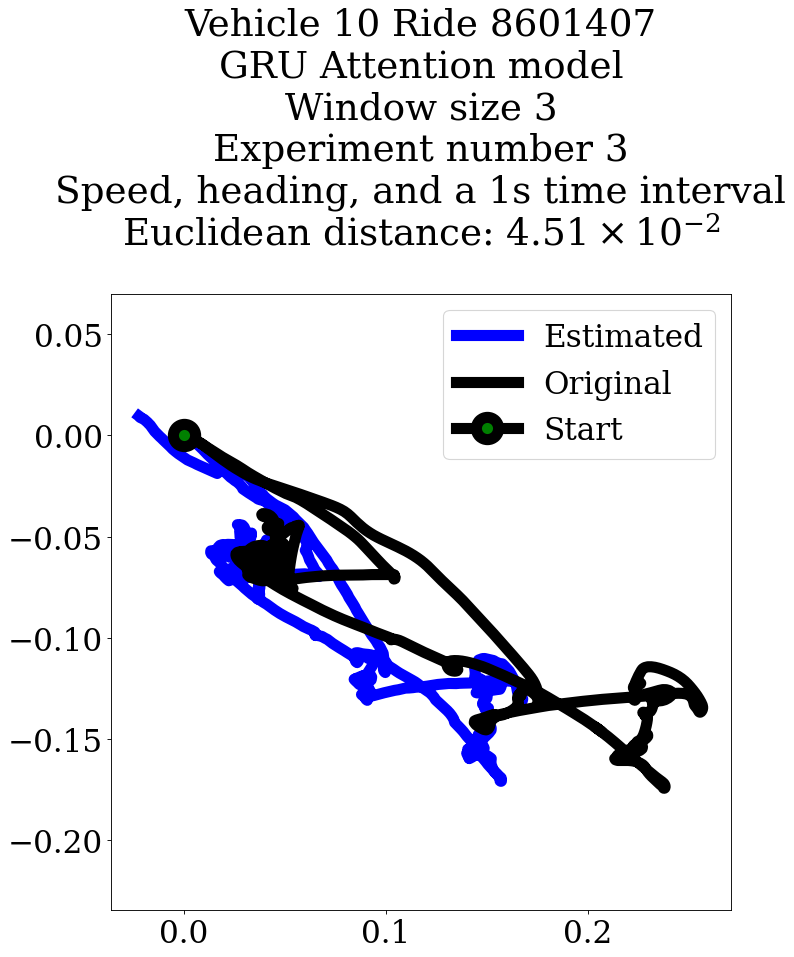 Vehicle 10 Ride 8601407
GRU Attention model
Window size 3
Experiment number 3
Speed, heading, and a 1s time interval
Euclidean distance: 4.51 × 10⁻²
Estimated
Original
Start
0.05
0.00
−0.05
−0.10
−0.15
−0.20
0.0
0.1
0.2